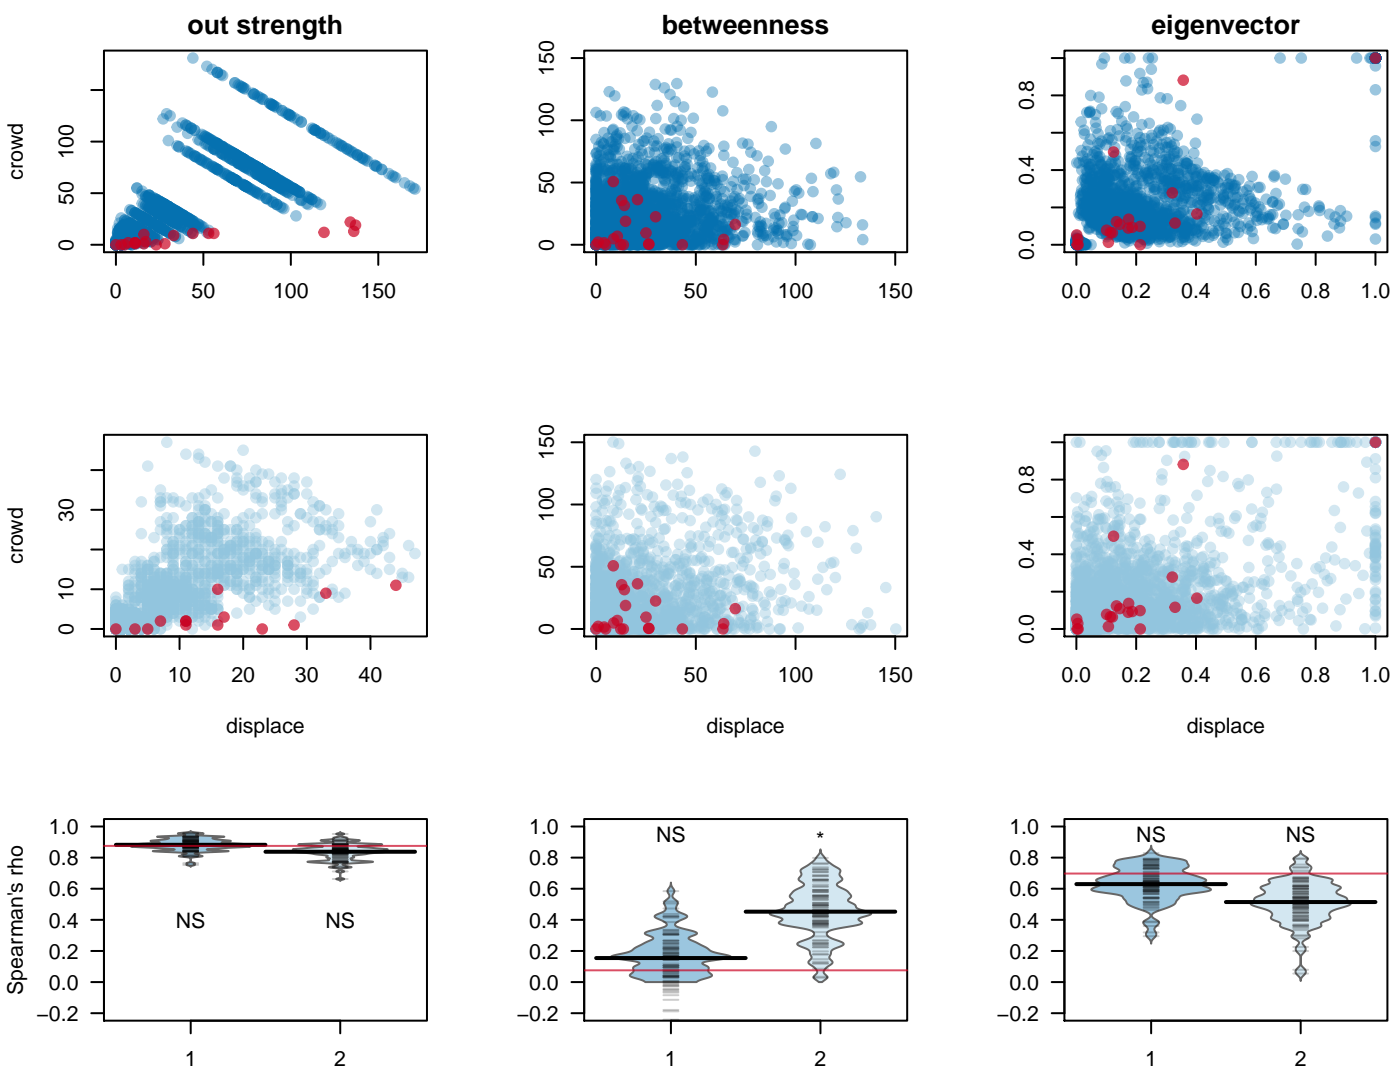 out strength betweenness eigenvector
crowd
0 50 100
0 50 100 150
0 50 100 150
0 50 100 150
0.0 0.4 0.8
0.0 0.2 0.4 0.6 0.8 1.0
crowd
0 10 30
0 10 20 30 40
0 50 100 150
0 50 100 150
0.0 0.4 0.8
0.0 0.2 0.4 0.6 0.8 1.0
displace displace displace
Spearman's rho
1.0
0.8
0.6
0.4
0.2
0.0
−0.2
NS NS
1 2
1.0
0.8
0.6
0.4
0.2
0.0
−0.2
NS *
1 2
1.0
0.8
0.6
0.4
0.2
0.0
−0.2
NS NS
1 2